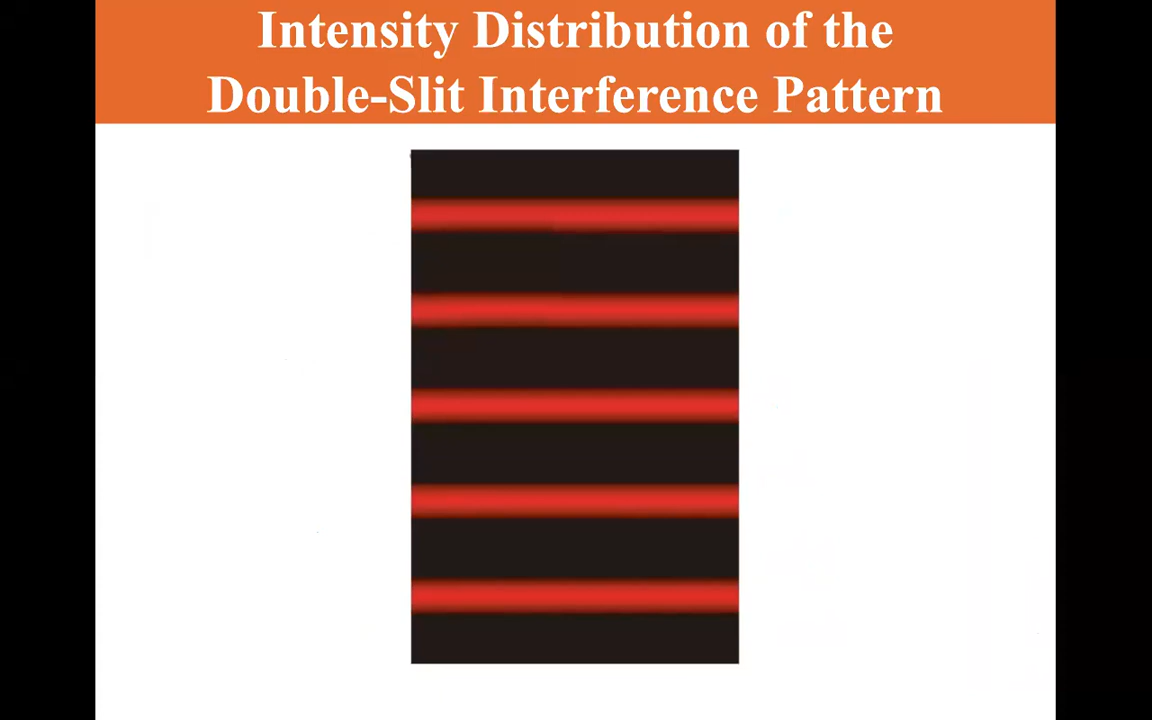 Intensity Distribution of the
Double-Slit Interference Pattern